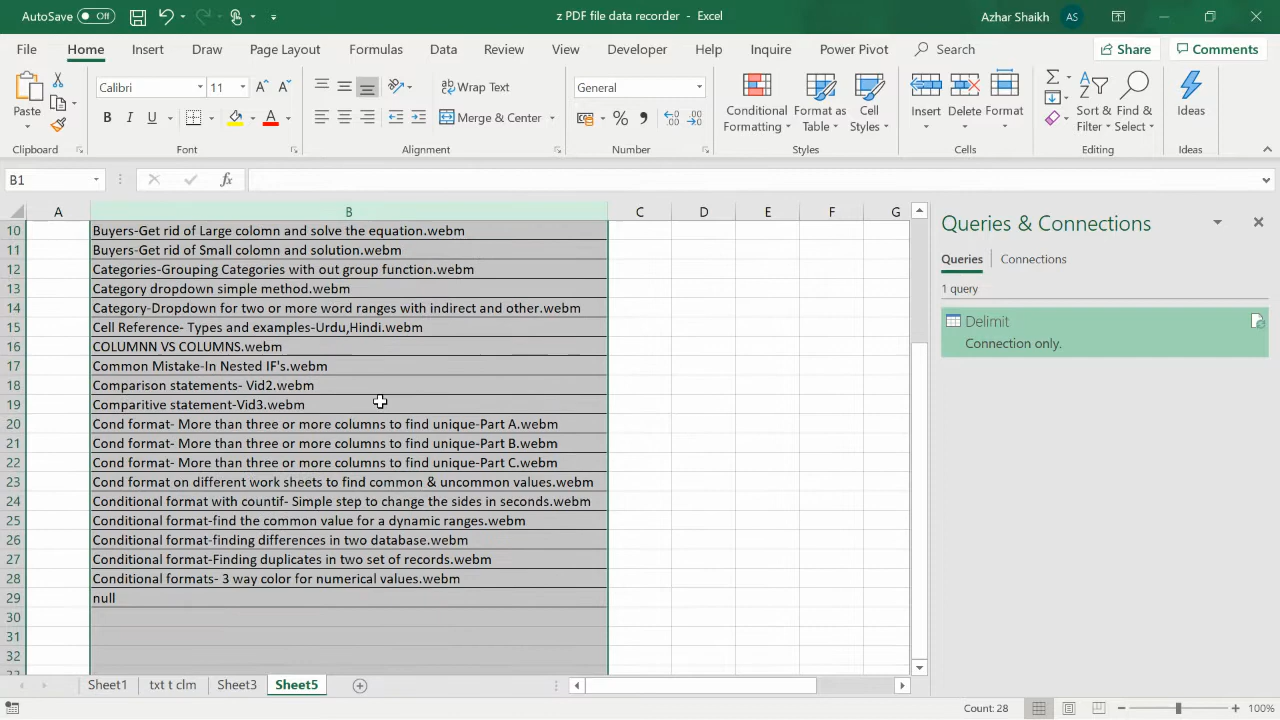 AutoSave Off z PDF file data recorder - Excel Azhar Shaikh AS
File Home Insert Draw Page Layout Formulas Data Review View Developer Help Inquire Power Pivot Search Share Comments
Paste Calibri 11 Wrap Text General Conditional Formatting Format as Table Cell Styles Insert Delete Format Sort & Filter Find & Select Ideas
B I U A Merge & Center % 9
Clipboard Font Alignment Number Styles Cells Editing Ideas
B1 fx
A B C D E F G
10 Buyers-Get rid of Large colomn and solve the equation.webm
11 Buyers-Get rid of Small colomn and solution.webm
12 Categories-Grouping Categories with out group function.webm
13 Category dropdown simple method.webm
14 Category-Dropdown for two or more word ranges with indirect and other.webm
15 Cell Reference- Types and examples-Urdu,Hindi.webm
16 COLUMNN VS COLUMNS.webm
17 Common Mistake-In Nested IF's.webm
18 Comparison statements- Vid2.webm
19 Comparitive statement-Vid3.webm
20 Cond format- More than three or more columns to find unique-Part A.webm
21 Cond format- More than three or more columns to find unique-Part B.webm
22 Cond format- More than three or more columns to find unique-Part C.webm
23 Cond format on different work sheets to find common & uncommon values.webm
24 Conditional format with countif- Simple step to change the sides in seconds.webm
25 Conditional format-find the common value for a dynamic ranges.webm
26 Conditional format-finding differences in two database.webm
27 Conditional format-Finding duplicates in two set of records.webm
28 Conditional formats- 3 way color for numerical values.webm
29 null
30
31
32
Queries & Connections
Queries Connections
1 query
Delimit
Connection only.
Sheet1 txt t clm Sheet3 Sheet5
Count: 28 100%